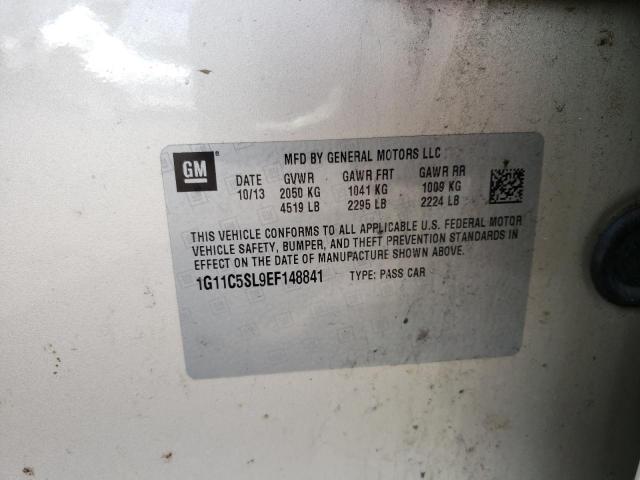 GM
MFD BY GENERAL MOTORS LLC
DATE GVWR GAWR FRT GAWR RR
10/13 2050 KG 1041 KG 1009 KG
4519 LB 2295 LB 2224 LB
THIS VEHICLE CONFORMS TO ALL APPLICABLE U.S. FEDERAL MOTOR
VEHICLE SAFETY, BUMPER, AND THEFT PREVENTION STANDARDS IN
EFFECT ON THE DATE OF MANUFACTURE SHOWN ABOVE.
1G11C5SL9EF148841 TYPE: PASS CAR